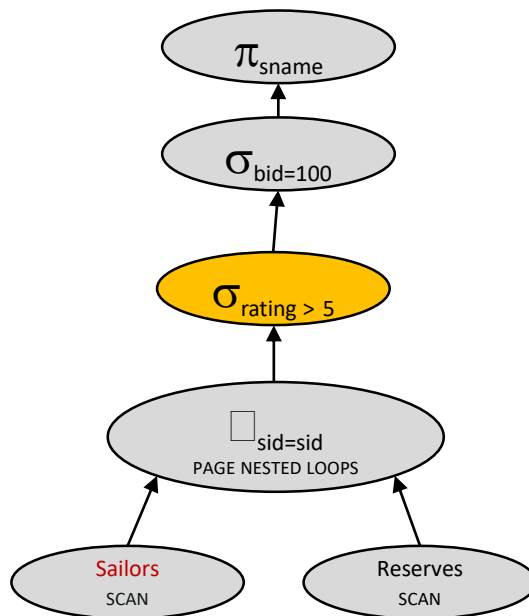 πsname
σbid=100
σrating > 5
□sid=sid
PAGE NESTED LOOPS
Sailors
SCAN
Reserves
SCAN